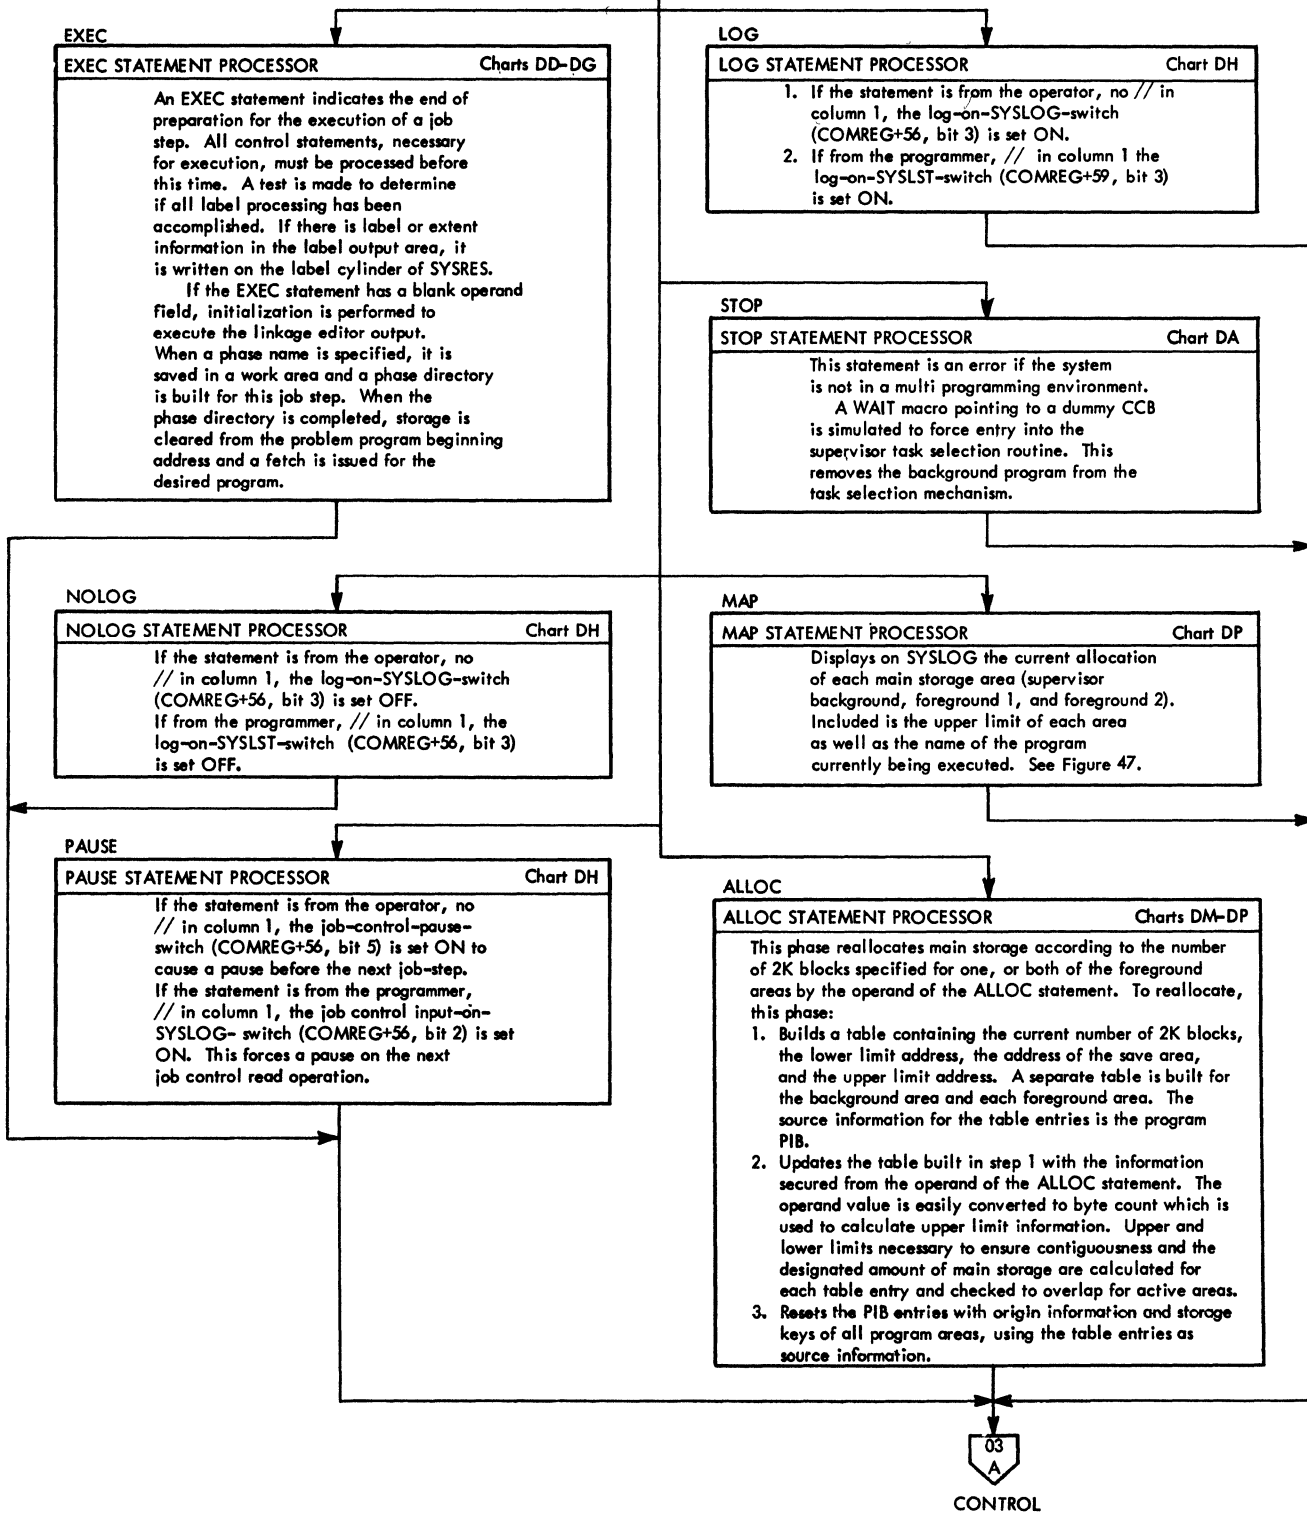 EXEC
EXEC STATEMENT PROCESSOR Charts DD-DG
An EXEC statement indicates the end of
preparation for the execution of a job
step. All control statements, necessary
for execution, must be processed before
this time. A test is made to determine
if all label processing has been
accomplished. If there is label or extent
information in the label output area, it
is written on the label cylinder of SYSRES.
If the EXEC statement has a blank operand
field, initialization is performed to
execute the linkage editor output.
When a phase name is specified, it is
saved in a work area and a phase directory
is built for this job step. When the
phase directory is completed, storage is
cleared from the problem program beginning
address and a fetch is issued for the
desired program.
LOG
LOG STATEMENT PROCESSOR Chart DH
1. If the statement is from the operator, no // in
column 1, the log-on-SYSLOG-switch
(COMREG+56, bit 3) is set ON.
2. If from the programmer, // in column 1 the
log-on-SYSLST-switch (COMREG+59, bit 3)
is set ON.
STOP
STOP STATEMENT PROCESSOR Chart DA
This statement is an error if the system
is not in a multi programming environment.
A WAIT macro pointing to a dummy CCB
is simulated to force entry into the
supervisor task selection routine. This
removes the background program from the
task selection mechanism.
NOLOG
NOLOG STATEMENT PROCESSOR Chart DH
If the statement is from the operator, no
// in column 1, the log-on-SYSLOG-switch
(COMREG+56, bit 3) is set OFF.
If from the programmer, // in column 1, the
log-on-SYSLST-switch (COMREG+56, bit 3)
is set OFF.
MAP
MAP STATEMENT PROCESSOR Chart DP
Displays on SYSLOG the current allocation
of each main storage area (supervisor
background, foreground 1, and foreground 2).
Included is the upper limit of each area
as well as the name of the program
currently being executed. See Figure 47.
PAUSE
PAUSE STATEMENT PROCESSOR Chart DH
If the statement is from the operator, no
// in column 1, the job-control-pause-
switch (COMREG+56, bit 5) is set ON to
cause a pause before the next job-step.
If the statement is from the programmer,
// in column 1, the job control input-on-
SYSLOG- switch (COMREG+56, bit 2) is set
ON. This forces a pause on the next
job control read operation.
ALLOC
ALLOC STATEMENT PROCESSOR Charts DM-DP
This phase reallocates main storage according to the number
of 2K blocks specified for one, or both of the foreground
areas by the operand of the ALLOC statement. To reallocate,
this phase:
1. Builds a table containing the current number of 2K blocks,
the lower limit address, the address of the save area,
and the upper limit address. A separate table is built for
the background area and each foreground area. The
source information for the table entries is the program
PIB.
2. Updates the table built in step 1 with the information
secured from the operand of the ALLOC statement. The
operand value is easily converted to byte count which is
used to calculate upper limit information. Upper and
lower limits necessary to ensure contiguousness and the
designated amount of main storage are calculated for
each table entry and checked to overlap for active areas.
3. Resets the PIB entries with origin information and storage
keys of all program areas, using the table entries as
source information.
03
A
CONTROL